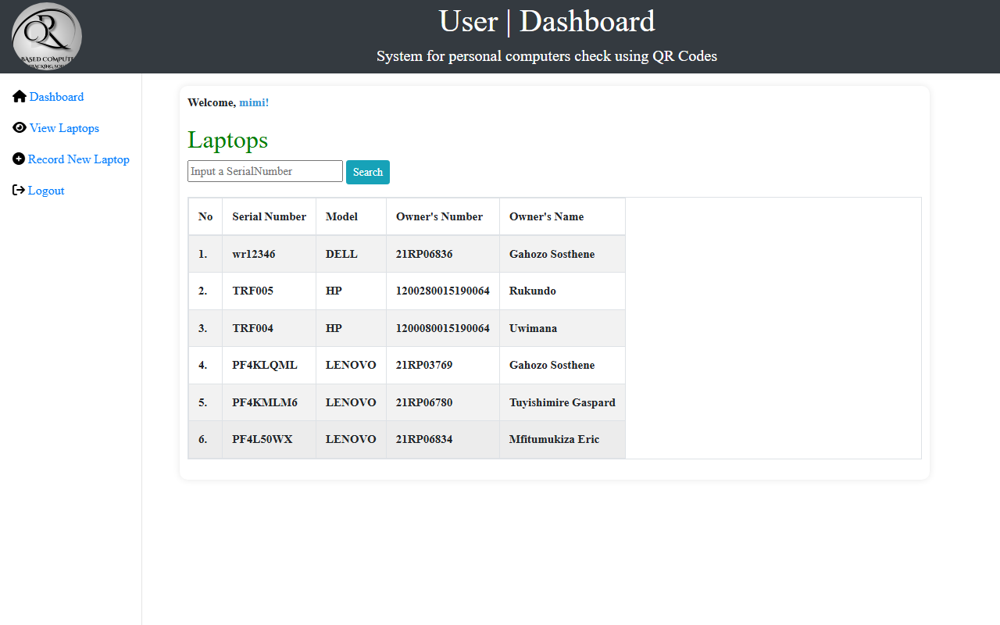 QR
BASED COMPUTE
User | Dashboard
System for personal computers check using QR Codes
Dashboard
View Laptops
Record New Laptop
Logout
Welcome, mimi!
Laptops
Input a SerialNumber Search
No Serial Number Model Owner's Number Owner's Name
1. wr12346 DELL 21RP06836 Gahozo Sosthene
2. TRF005 HP 1200280015190064 Rukundo
3. TRF004 HP 1200080015190064 Uwimana
4. PF4KLQML LENOVO 21RP03769 Gahozo Sosthene
5. PF4KMLM6 LENOVO 21RP06780 Tuyishimire Gaspard
6. PF4L50WX LENOVO 21RP06834 Mfitumukiza Eric